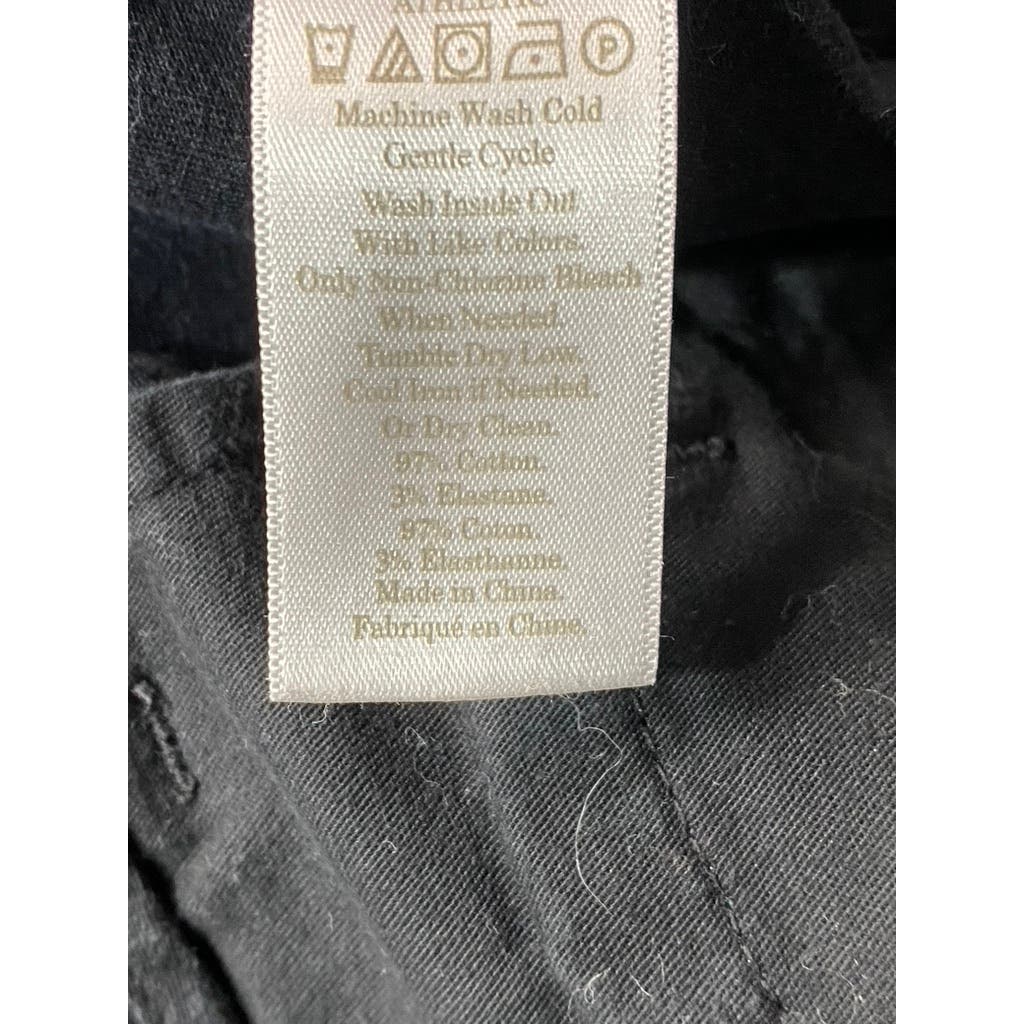 ATHLETIC
P
Machine Wash Cold
Gentle Cycle
Wash Inside Out
With Like Colors.
Only Non-Chlorine Bleach
When Needed.
Tumble Dry Low.
Cool Iron if Needed.
Or Dry Clean.
97% Cotton.
3% Elastane.
97% Coton
3% Elasthanne.
Made in China.
Fabriqué en Chine.